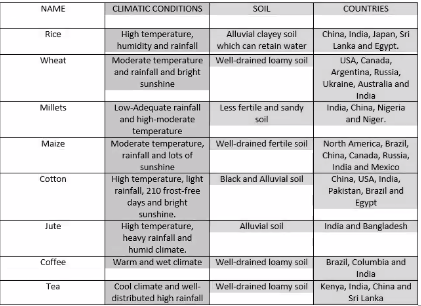 NAME CLIMATIC CONDITIONS SOIL COUNTRIES
Rice High temperature, humidity and rainfall Alluvial clayey soil which can retain water China, India, Japan, Sri Lanka and Egypt.
Wheat Moderate temperature and rainfall and bright sunshine Well-drained loamy soil USA, Canada, Argentina, Russia, Ukraine, Australia and India
Millets Low-Adequate rainfall and high-moderate temperature Less fertile and sandy soil India, China, Nigeria and Niger.
Maize Moderate temperature, rainfall and lots of sunshine Well-drained fertile soil North America, Brazil, China, Canada, Russia, India and Mexico
Cotton High temperature, light rainfall, 210 frost-free days and bright sunshine. Black and Alluvial soil China, USA, India, Pakistan, Brazil and Egypt
Jute High temperature, heavy rainfall and humid climate. Alluvial soil India and Bangladesh
Coffee Warm and wet climate Well-drained loamy soil Brazil, Columbia and India
Tea Cool climate and well-distributed high rainfall Well-drained loamy soil Kenya, India, China and Sri Lanka